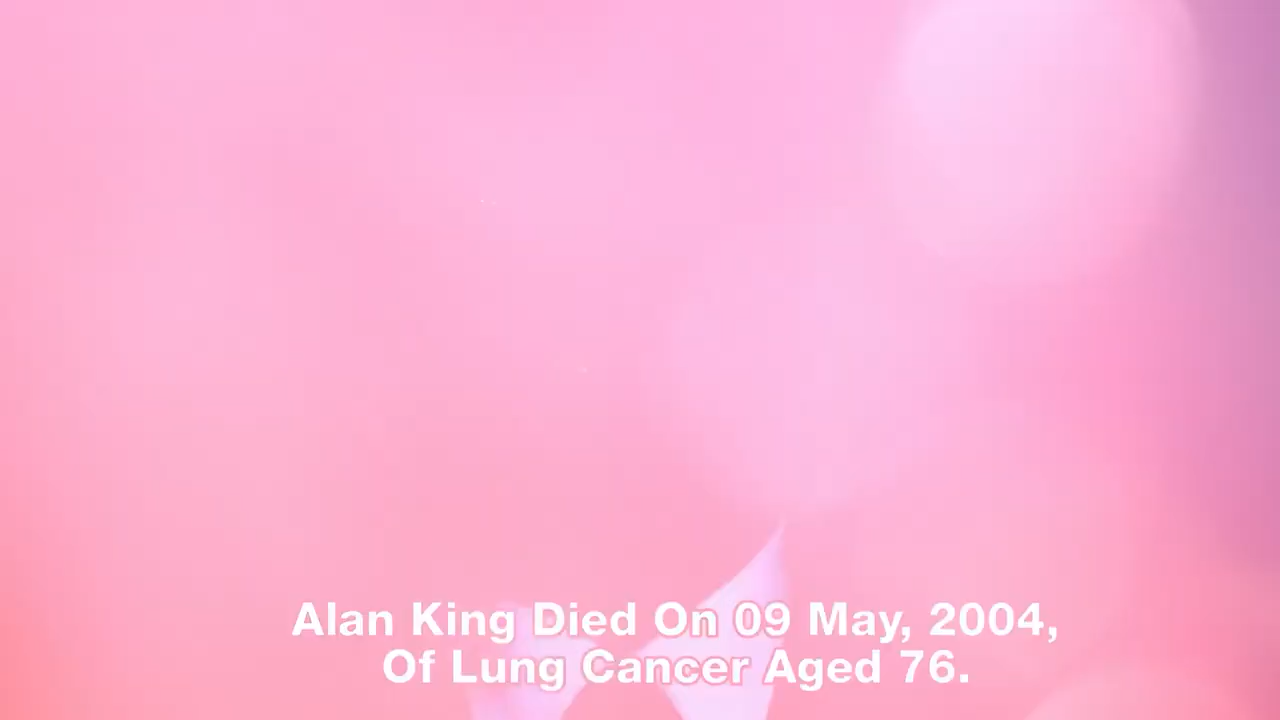 Alan King Died On 09 May, 2004,
Of Lung Cancer Aged 76.